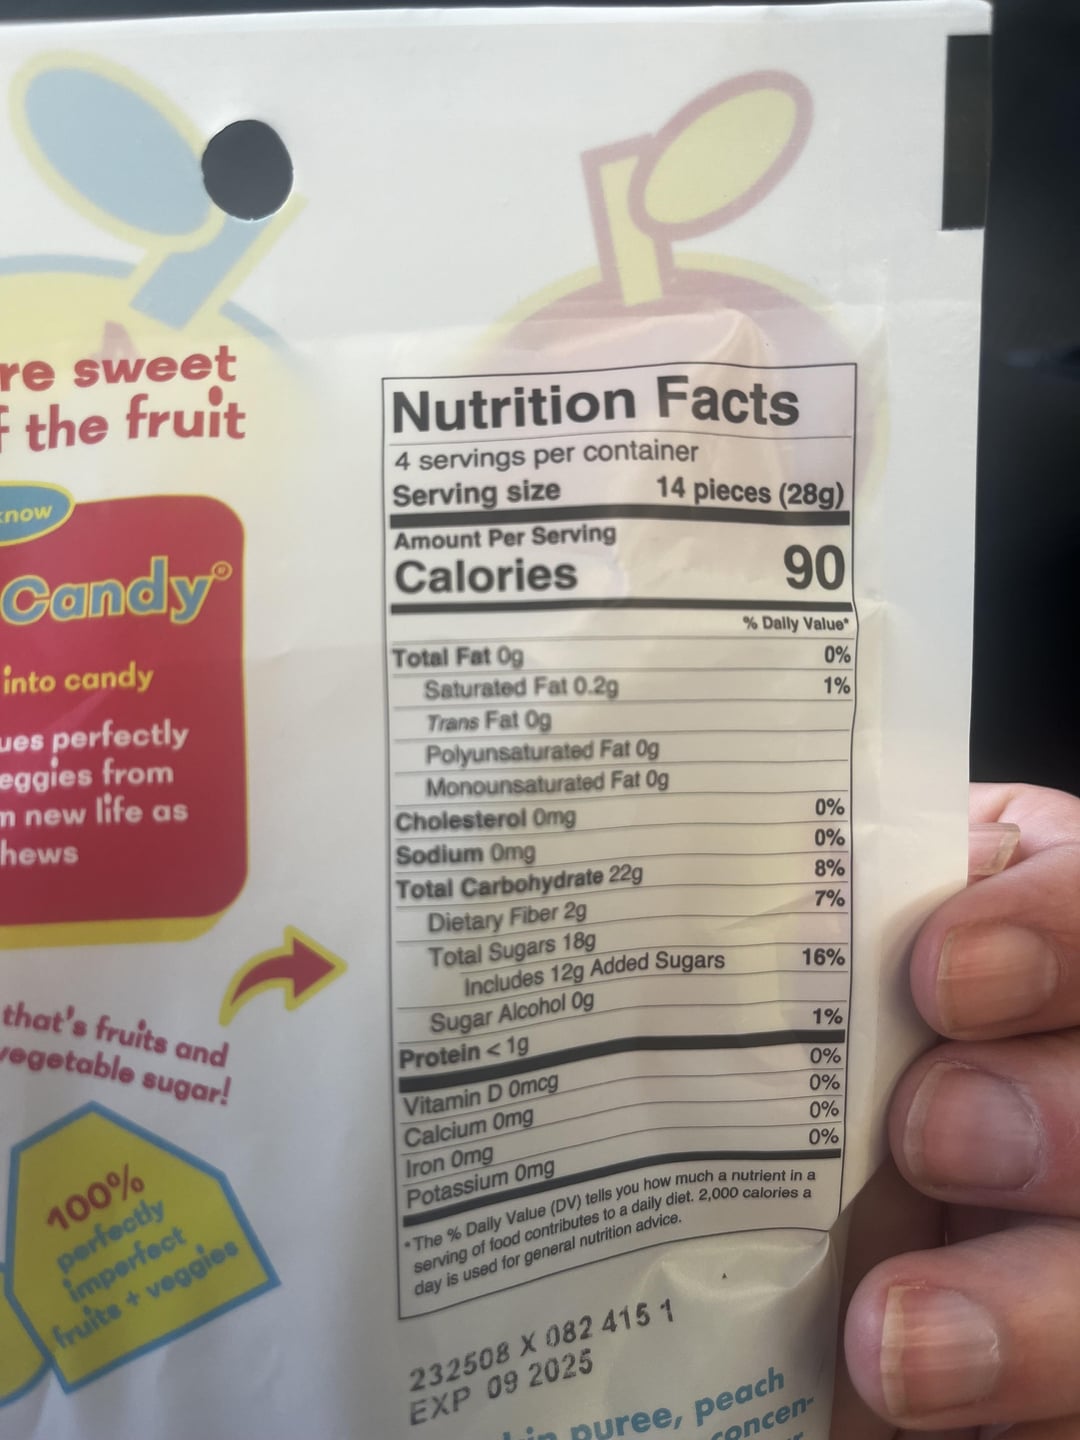 re sweet
f the fruit
know
Candy®
into candy
ues perfectly
eggies from
n new life as
hews
that's fruits and
vegetable sugar!
100%
perfectly
imperfect
fruits + veggies
Nutrition Facts
4 servings per container
Serving size 14 pieces (28g)
Amount Per Serving
Calories 90
% Daily Value*
Total Fat 0g 0%
Saturated Fat 0.2g 1%
Trans Fat 0g
Polyunsaturated Fat 0g
Monounsaturated Fat 0g
Cholesterol 0mg 0%
Sodium 0mg 0%
Total Carbohydrate 22g 8%
Dietary Fiber 2g 7%
Total Sugars 18g
Includes 12g Added Sugars 16%
Sugar Alcohol 0g
Protein < 1g 1%
Vitamin D 0mcg 0%
Calcium 0mg 0%
Iron 0mg 0%
Potassium 0mg 0%
*The % Daily Value (DV) tells you how much a nutrient in a
serving of food contributes to a daily diet. 2,000 calories a
day is used for general nutrition advice.
232508 X 082 415 1
EXP 09 2025
puree, peach
concen-